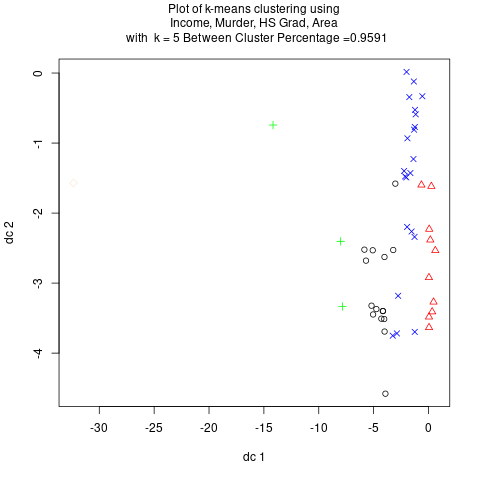 Plot of k-means clustering using
Income, Murder, HS Grad, Area
with k = 5 Between Cluster Percentage =0.9591
dc 2
0
-1
-2
-3
-4
-30
-25
-20
-15
-10
-5
0
dc 1